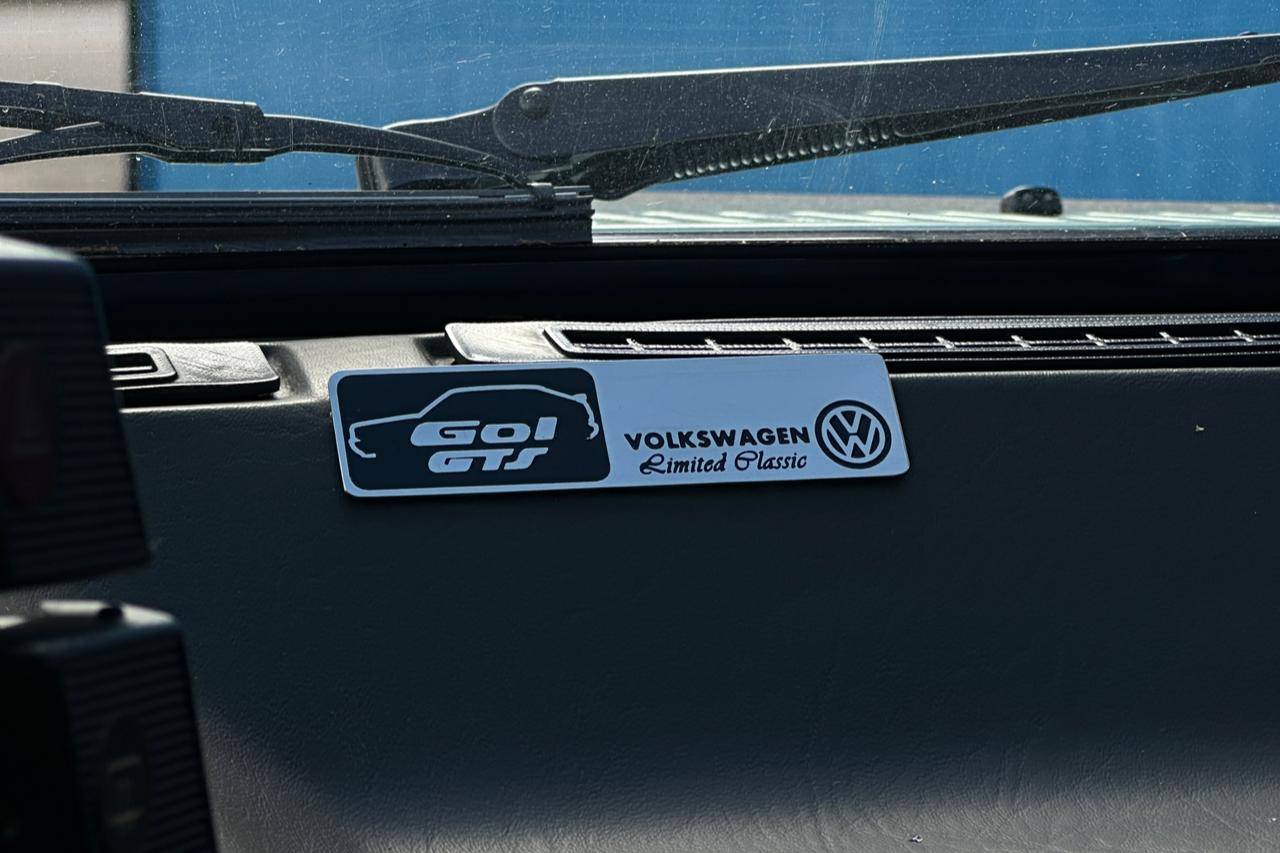 Gol
GTS
VOLKSWAGEN
Limited Classic